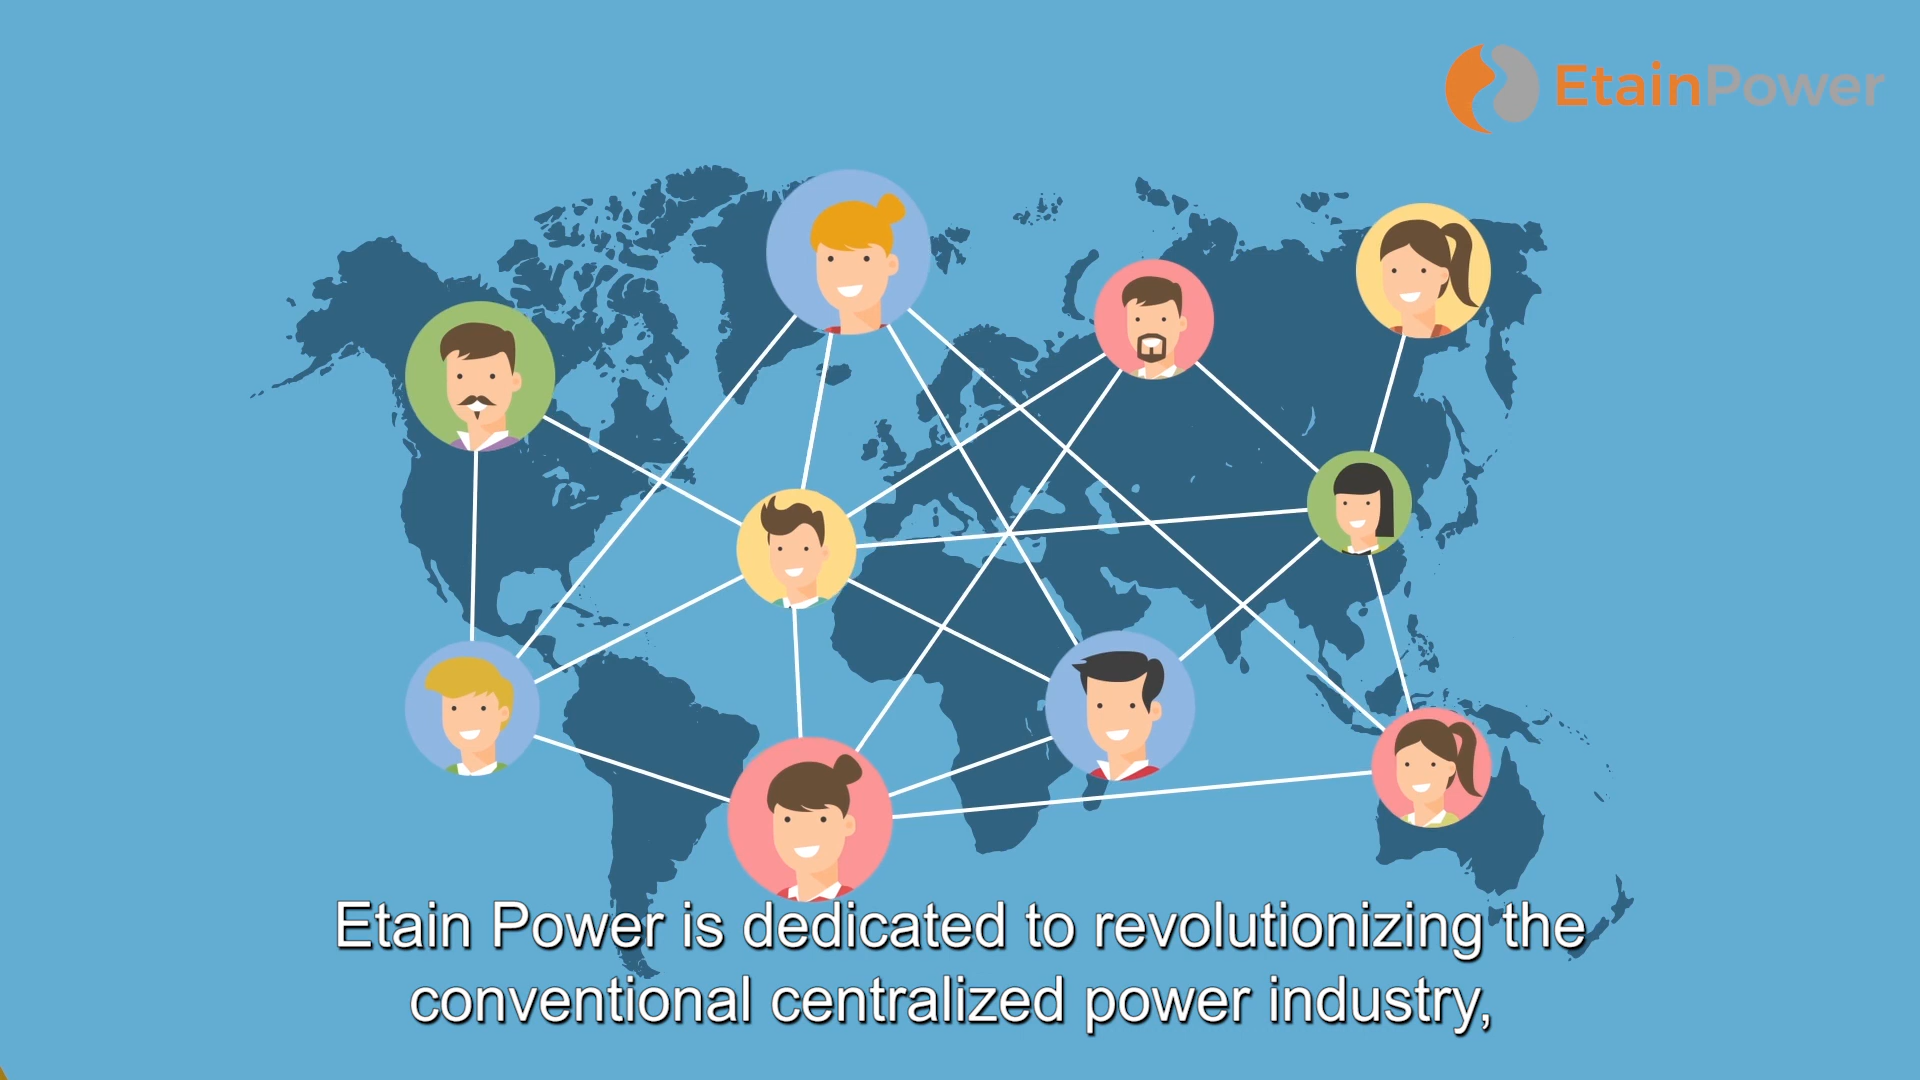 EtainPower
Etain Power is dedicated to revolutionizing the
conventional centralized power industry,